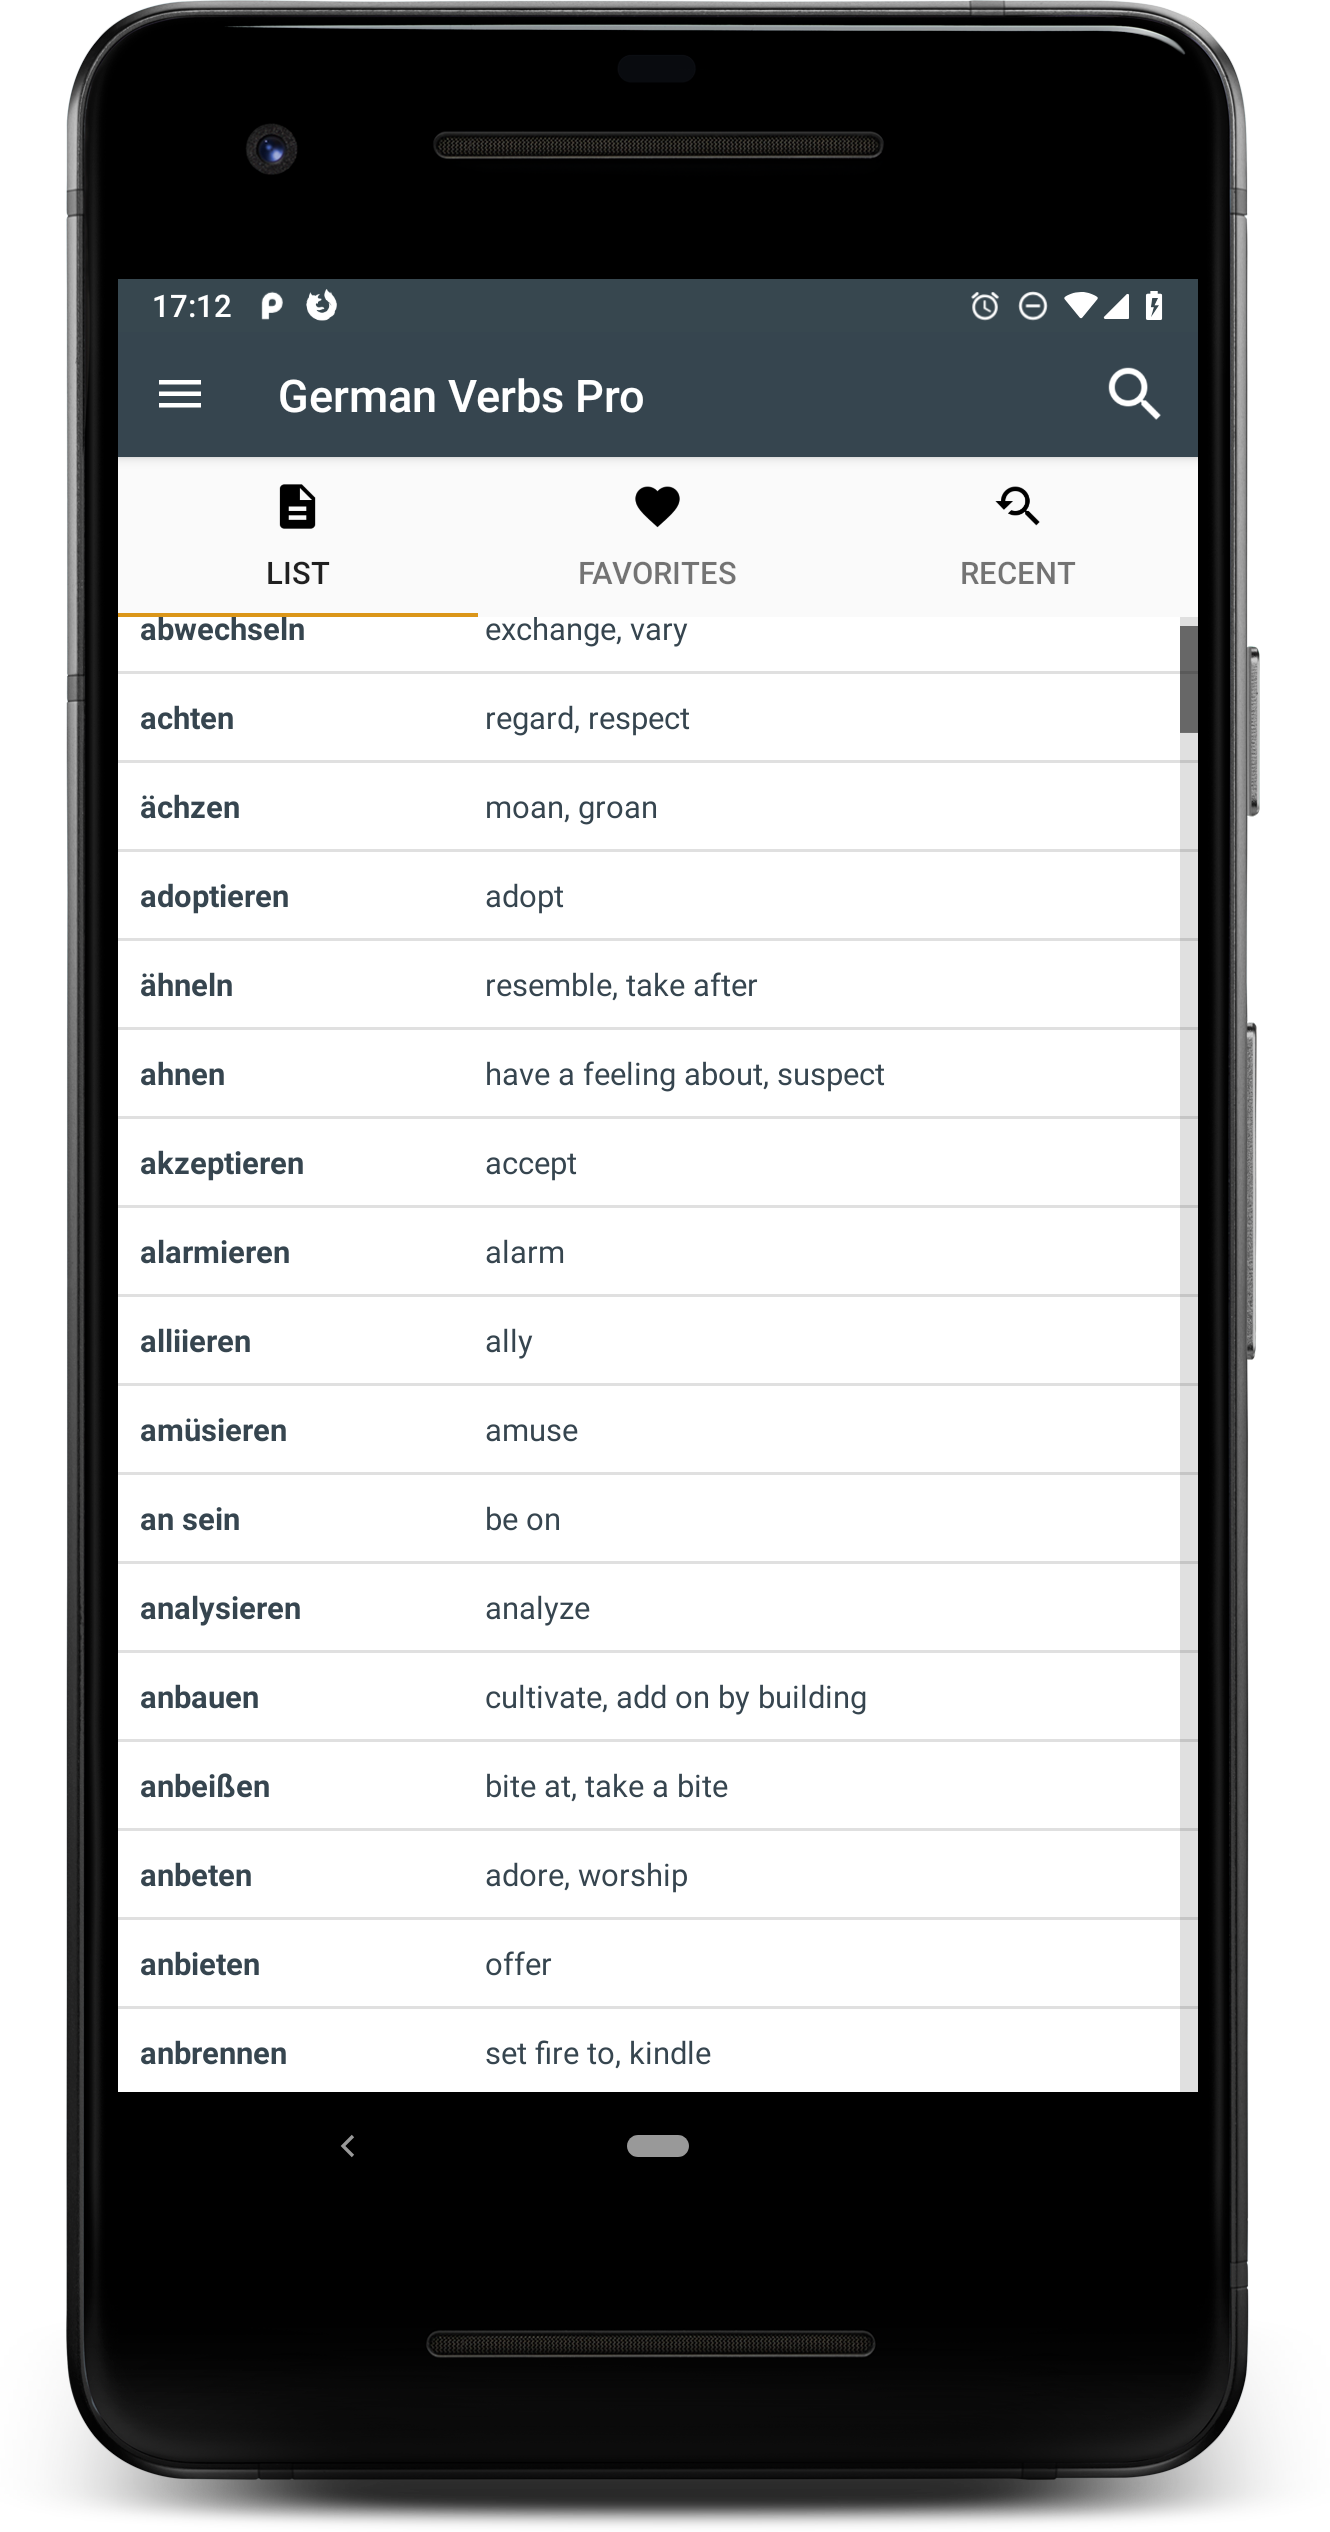 17:12
German Verbs Pro
LIST FAVORITES RECENT
abwechseln exchange, vary
achten regard, respect
ächzen moan, groan
adoptieren adopt
ähneln resemble, take after
ahnen have a feeling about, suspect
akzeptieren accept
alarmieren alarm
alliieren ally
amüsieren amuse
an sein be on
analysieren analyze
anbauen cultivate, add on by building
anbeißen bite at, take a bite
anbeten adore, worship
anbieten offer
anbrennen set fire to, kindle